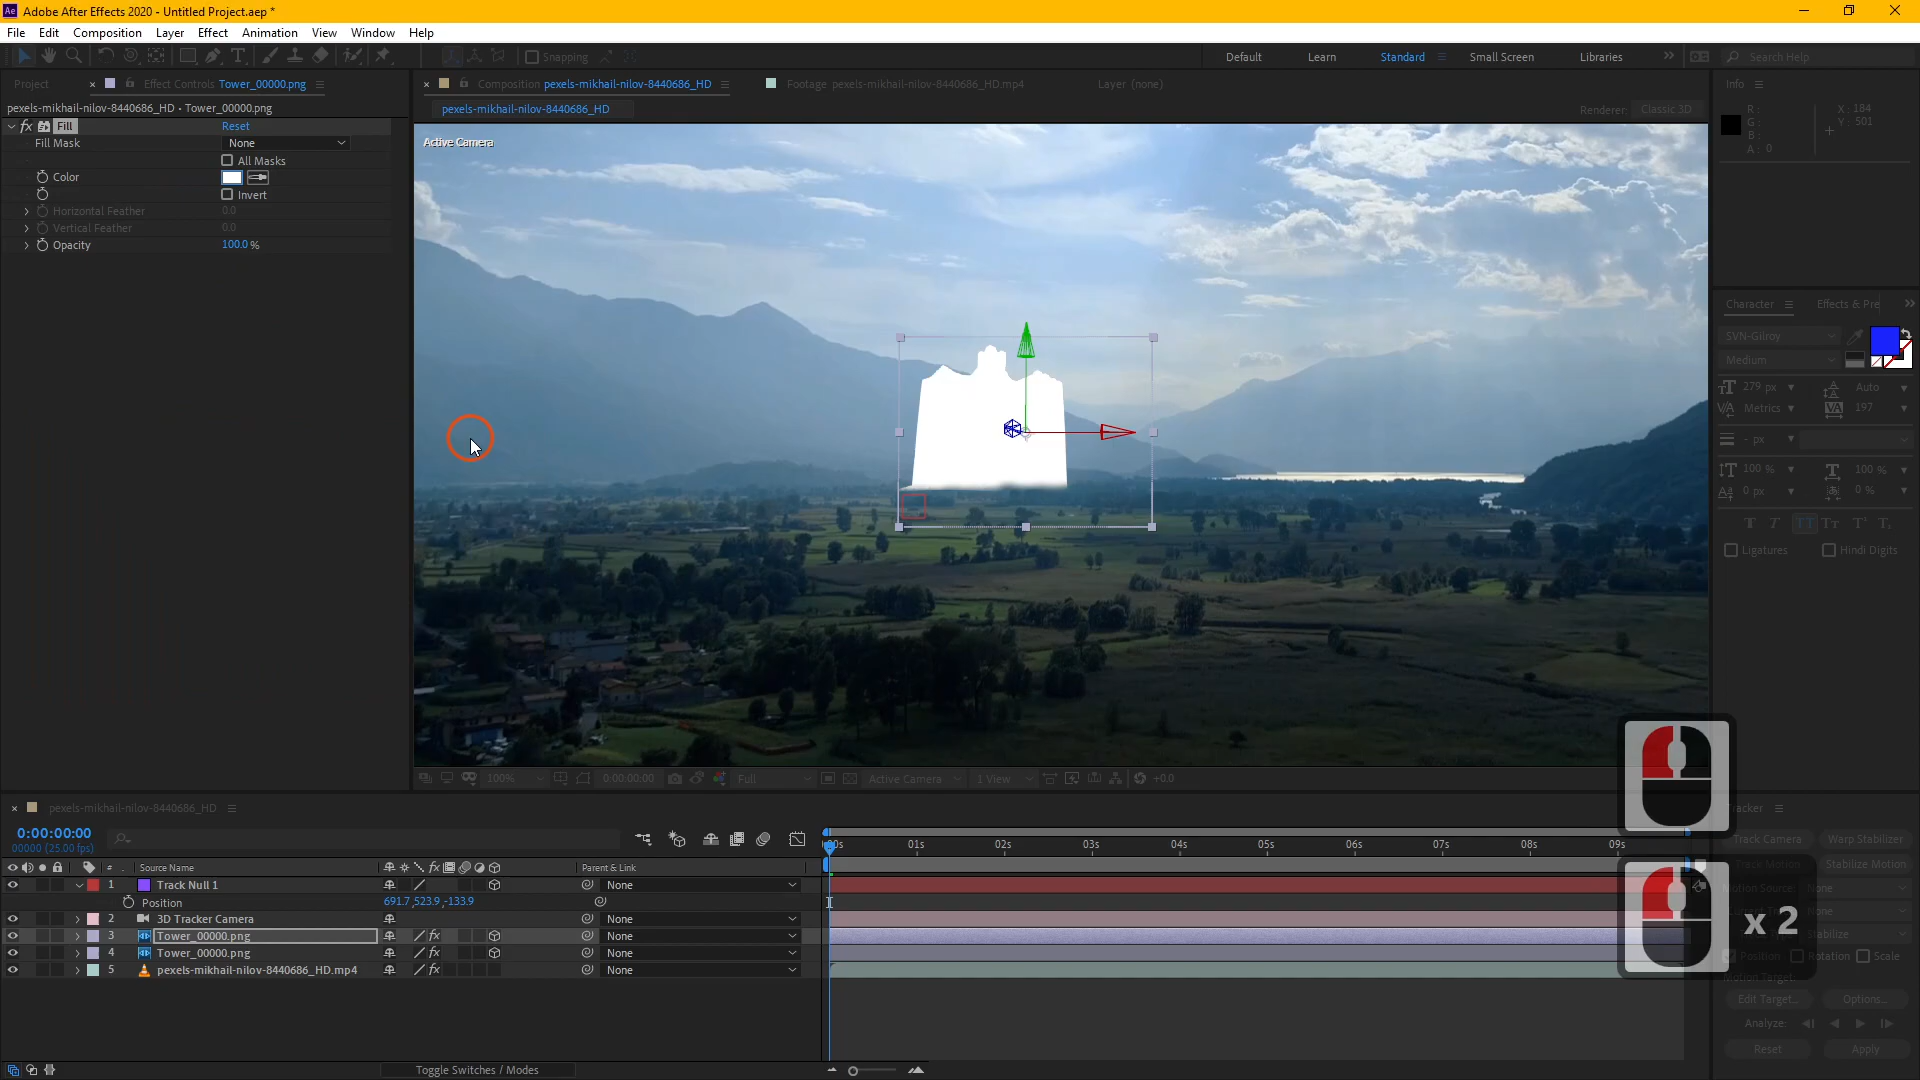 Adobe After Effects 2020 - Untitled Project.aep *
File Edit Composition Layer Effect Animation View Window Help
Snapping
Default Learn Standard Small Screen Libraries Search Help
Project Effect Controls Tower_00000.png
Composition pexels-mikhail-nilov-8440686_HD Footage pexels-mikhail-nilov-8440686_HD.mp4 Layer (none)
Info
pexels-mikhail-nilov-8440686_HD • Tower_00000.png
pexels-mikhail-nilov-8440686_HD
Renderer: Classic 3D
R: G: B: A: 0
X: 184
Y: 501
fx Fill Reset
Fill Mask None
All Masks
Color
Invert
Horizontal Feather 0.0
Vertical Feather 0.0
Opacity 100.0 %
Active Camera
Character Effects & Pre
SVN-Gilroy
Medium
279 px Auto
Metrics 197
- px
100 % 100 %
0 px 0 %
Ligatures Hindi Digits
100% 0:00:00:00 Full Active Camera 1 View +0.0
pexels-mikhail-nilov-8440686_HD
0:00:00:00
00000 (25.00 fps)
# Source Name Parent & Link
01s 02s 03s 04s 05s 06s 07s 08s 09s
1 Track Null 1 None
Position 691.7,523.9,-133.9
2 3D Tracker Camera None
3 Tower_00000.png None
4 Tower_00000.png None
5 pexels-mikhail-nilov-8440686_HD.mp4 None
Toggle Switches / Modes
Track Camera Warp Stabilizer
Stabilize Motion
None
Stabilize
Position Rotation Scale
Motion Target:
Edit Target... Options...
Analyze:
Reset Apply
x 2